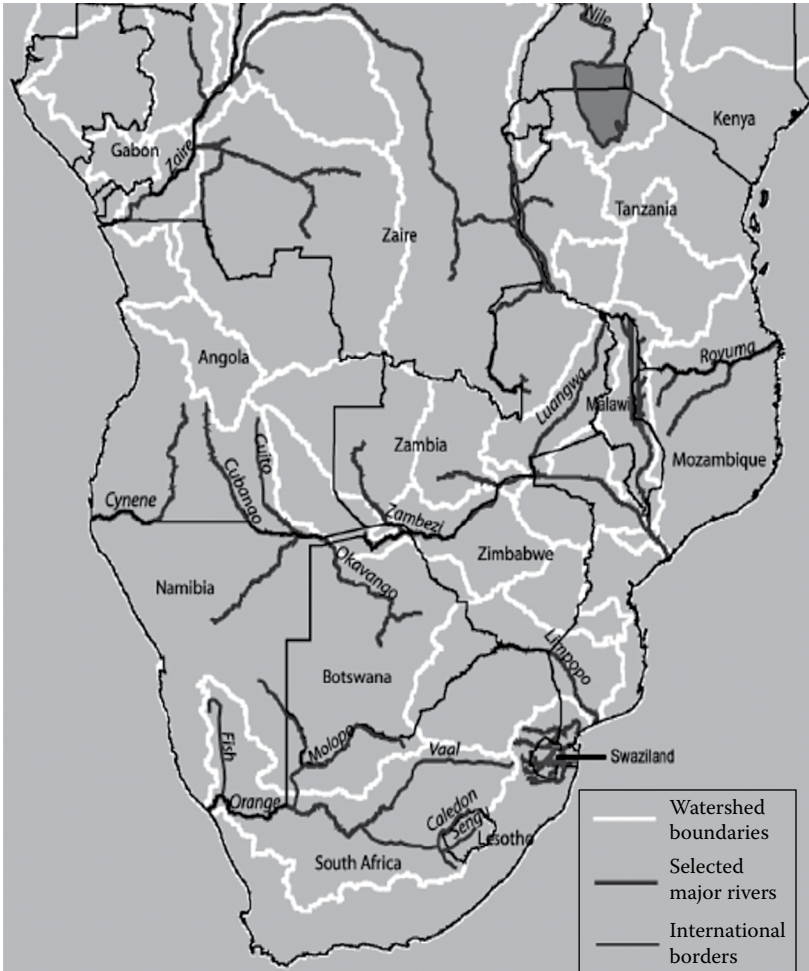 Nile
Kenya
Gabon
Zaire
Tanzania
Zaire
Angola
Rovuma
Luangwa
Malawi
Zambia
Cuito
Mozambique
Cubango
Cynene
Zambezi
Zimbabwe
Okavango
Namibia
Limpopo
Botswana
Fish
Molopo
Vaal
Swaziland
Orange
Caledon
Sengu
Lesotho
South Africa
Watershed
boundaries
Selected
major rivers
International
borders